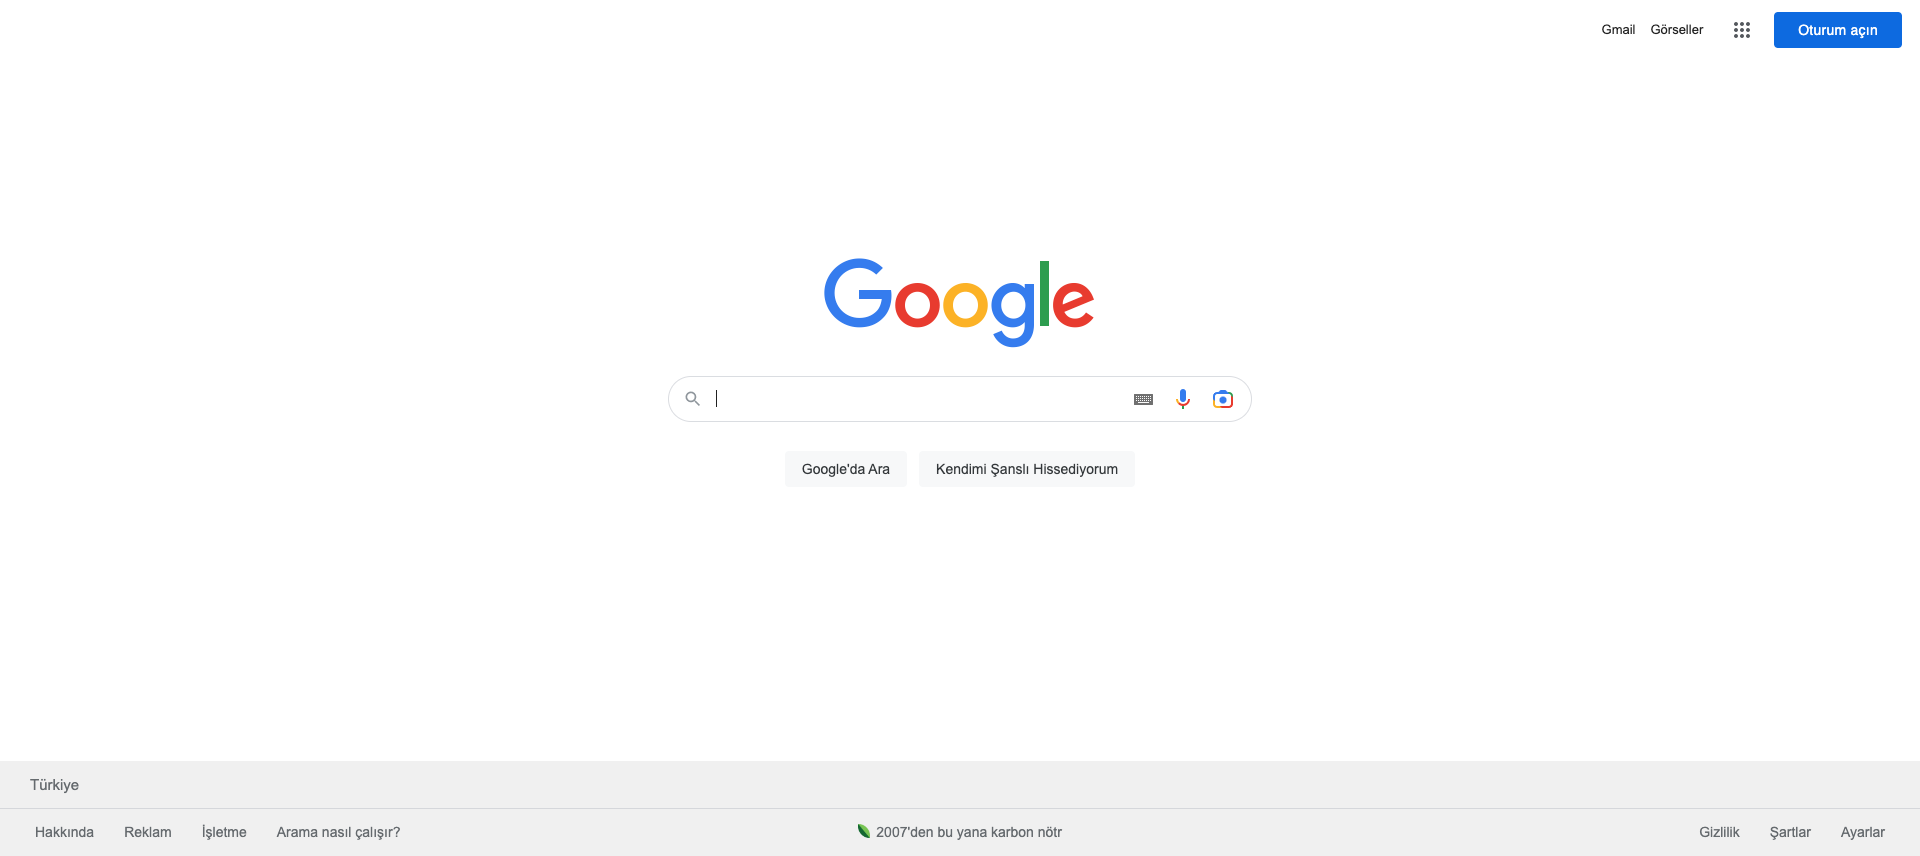 Gmail Görseller Oturum açın
Google
Google'da Ara Kendimi Şanslı Hissediyorum
Türkiye
Hakkında Reklam İşletme Arama nasıl çalışır? 2007'den bu yana karbon nötr Gizlilik Şartlar Ayarlar